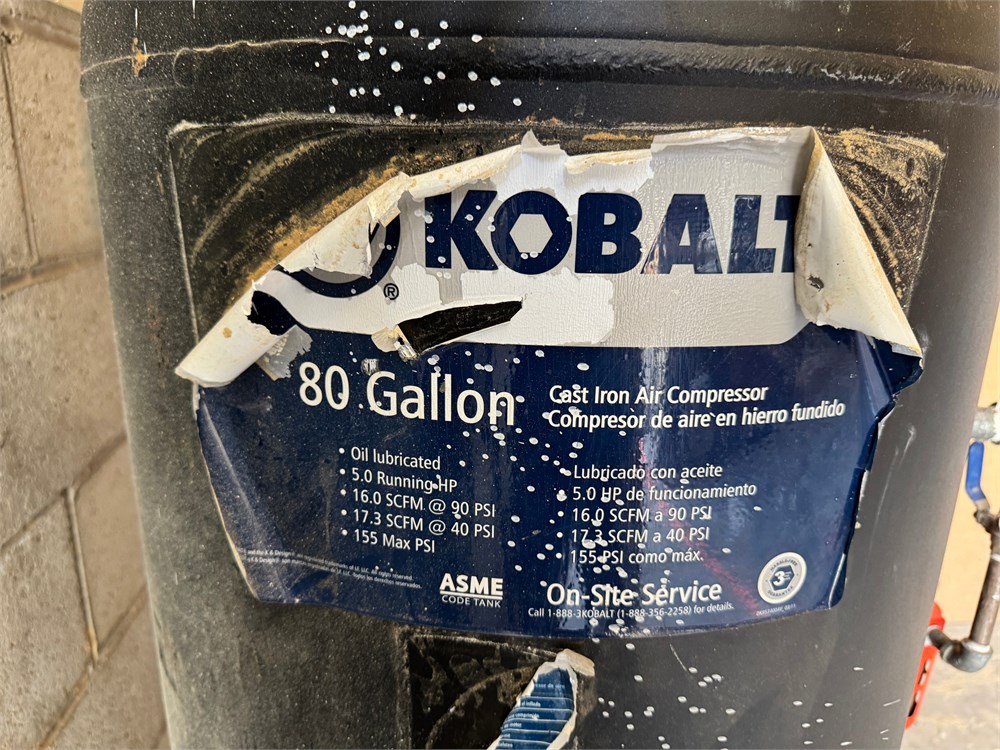 KOBALT
®
80 Gallon
Cast Iron Air Compressor
Compresor de aire en hierro fundido
• Oil lubricated
• 5.0 Running HP
• 16.0 SCFM @ 90 PSI
• 17.3 SCFM @ 40 PSI
• 155 Max PSI
• Lubricado con aceite
• 5.0 HP de funcionamiento
• 16.0 SCFM a 90 PSI
• 17.3 SCFM a 40 PSI
• 155 PSI como máx.
ASME
CODE TANK
On-Site Service
Call 1-888-3KOBALT (1-888-356-2258) for details.
3